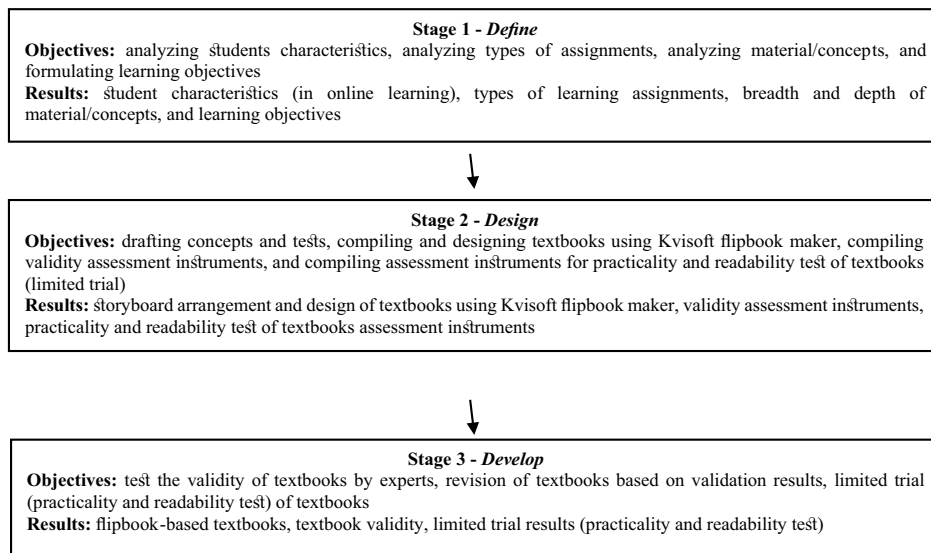 Stage 1 - Define
Objectives: analyzing students characteristics, analyzing types of assignments, analyzing material/concepts, and
formulating learning objectives
Results: student characteristics (in online learning), types of learning assignments, breadth and depth of
material/concepts, and learning objectives
Stage 2 - Design
Objectives: drafting concepts and tests, compiling and designing textbooks using Kvisoft flipbook maker, compiling
validity assessment instruments, and compiling assessment instruments for practicality and readability test of textbooks
(limited trial)
Results: storyboard arrangement and design of textbooks using Kvisoft flipbook maker, validity assessment instruments,
practicality and readability test of textbooks assessment instruments
Stage 3 - Develop
Objectives: test the validity of textbooks by experts, revision of textbooks based on validation results, limited trial
(practicality and readability test) of textbooks
Results: flipbook-based textbooks, textbook validity, limited trial results (practicality and readability test)